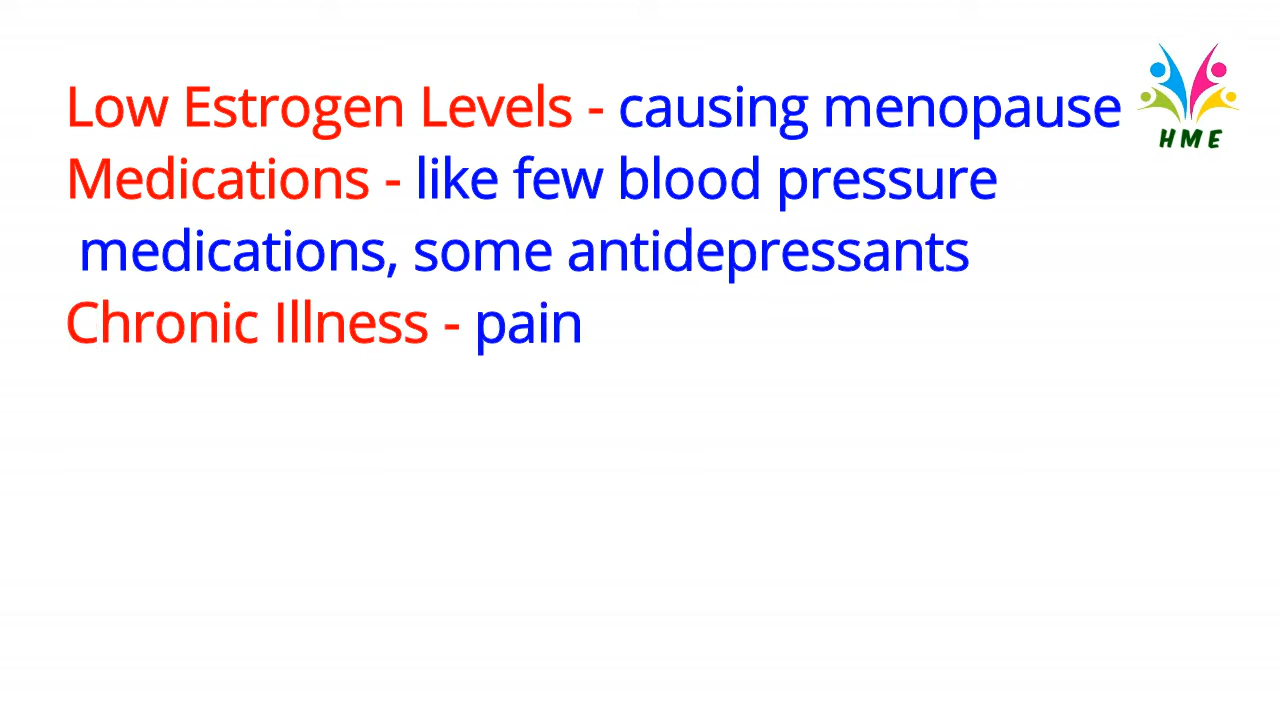 Low Estrogen Levels - causing menopause
Medications - like few blood pressure
medications, some antidepressants
Chronic Illness - pain
HME